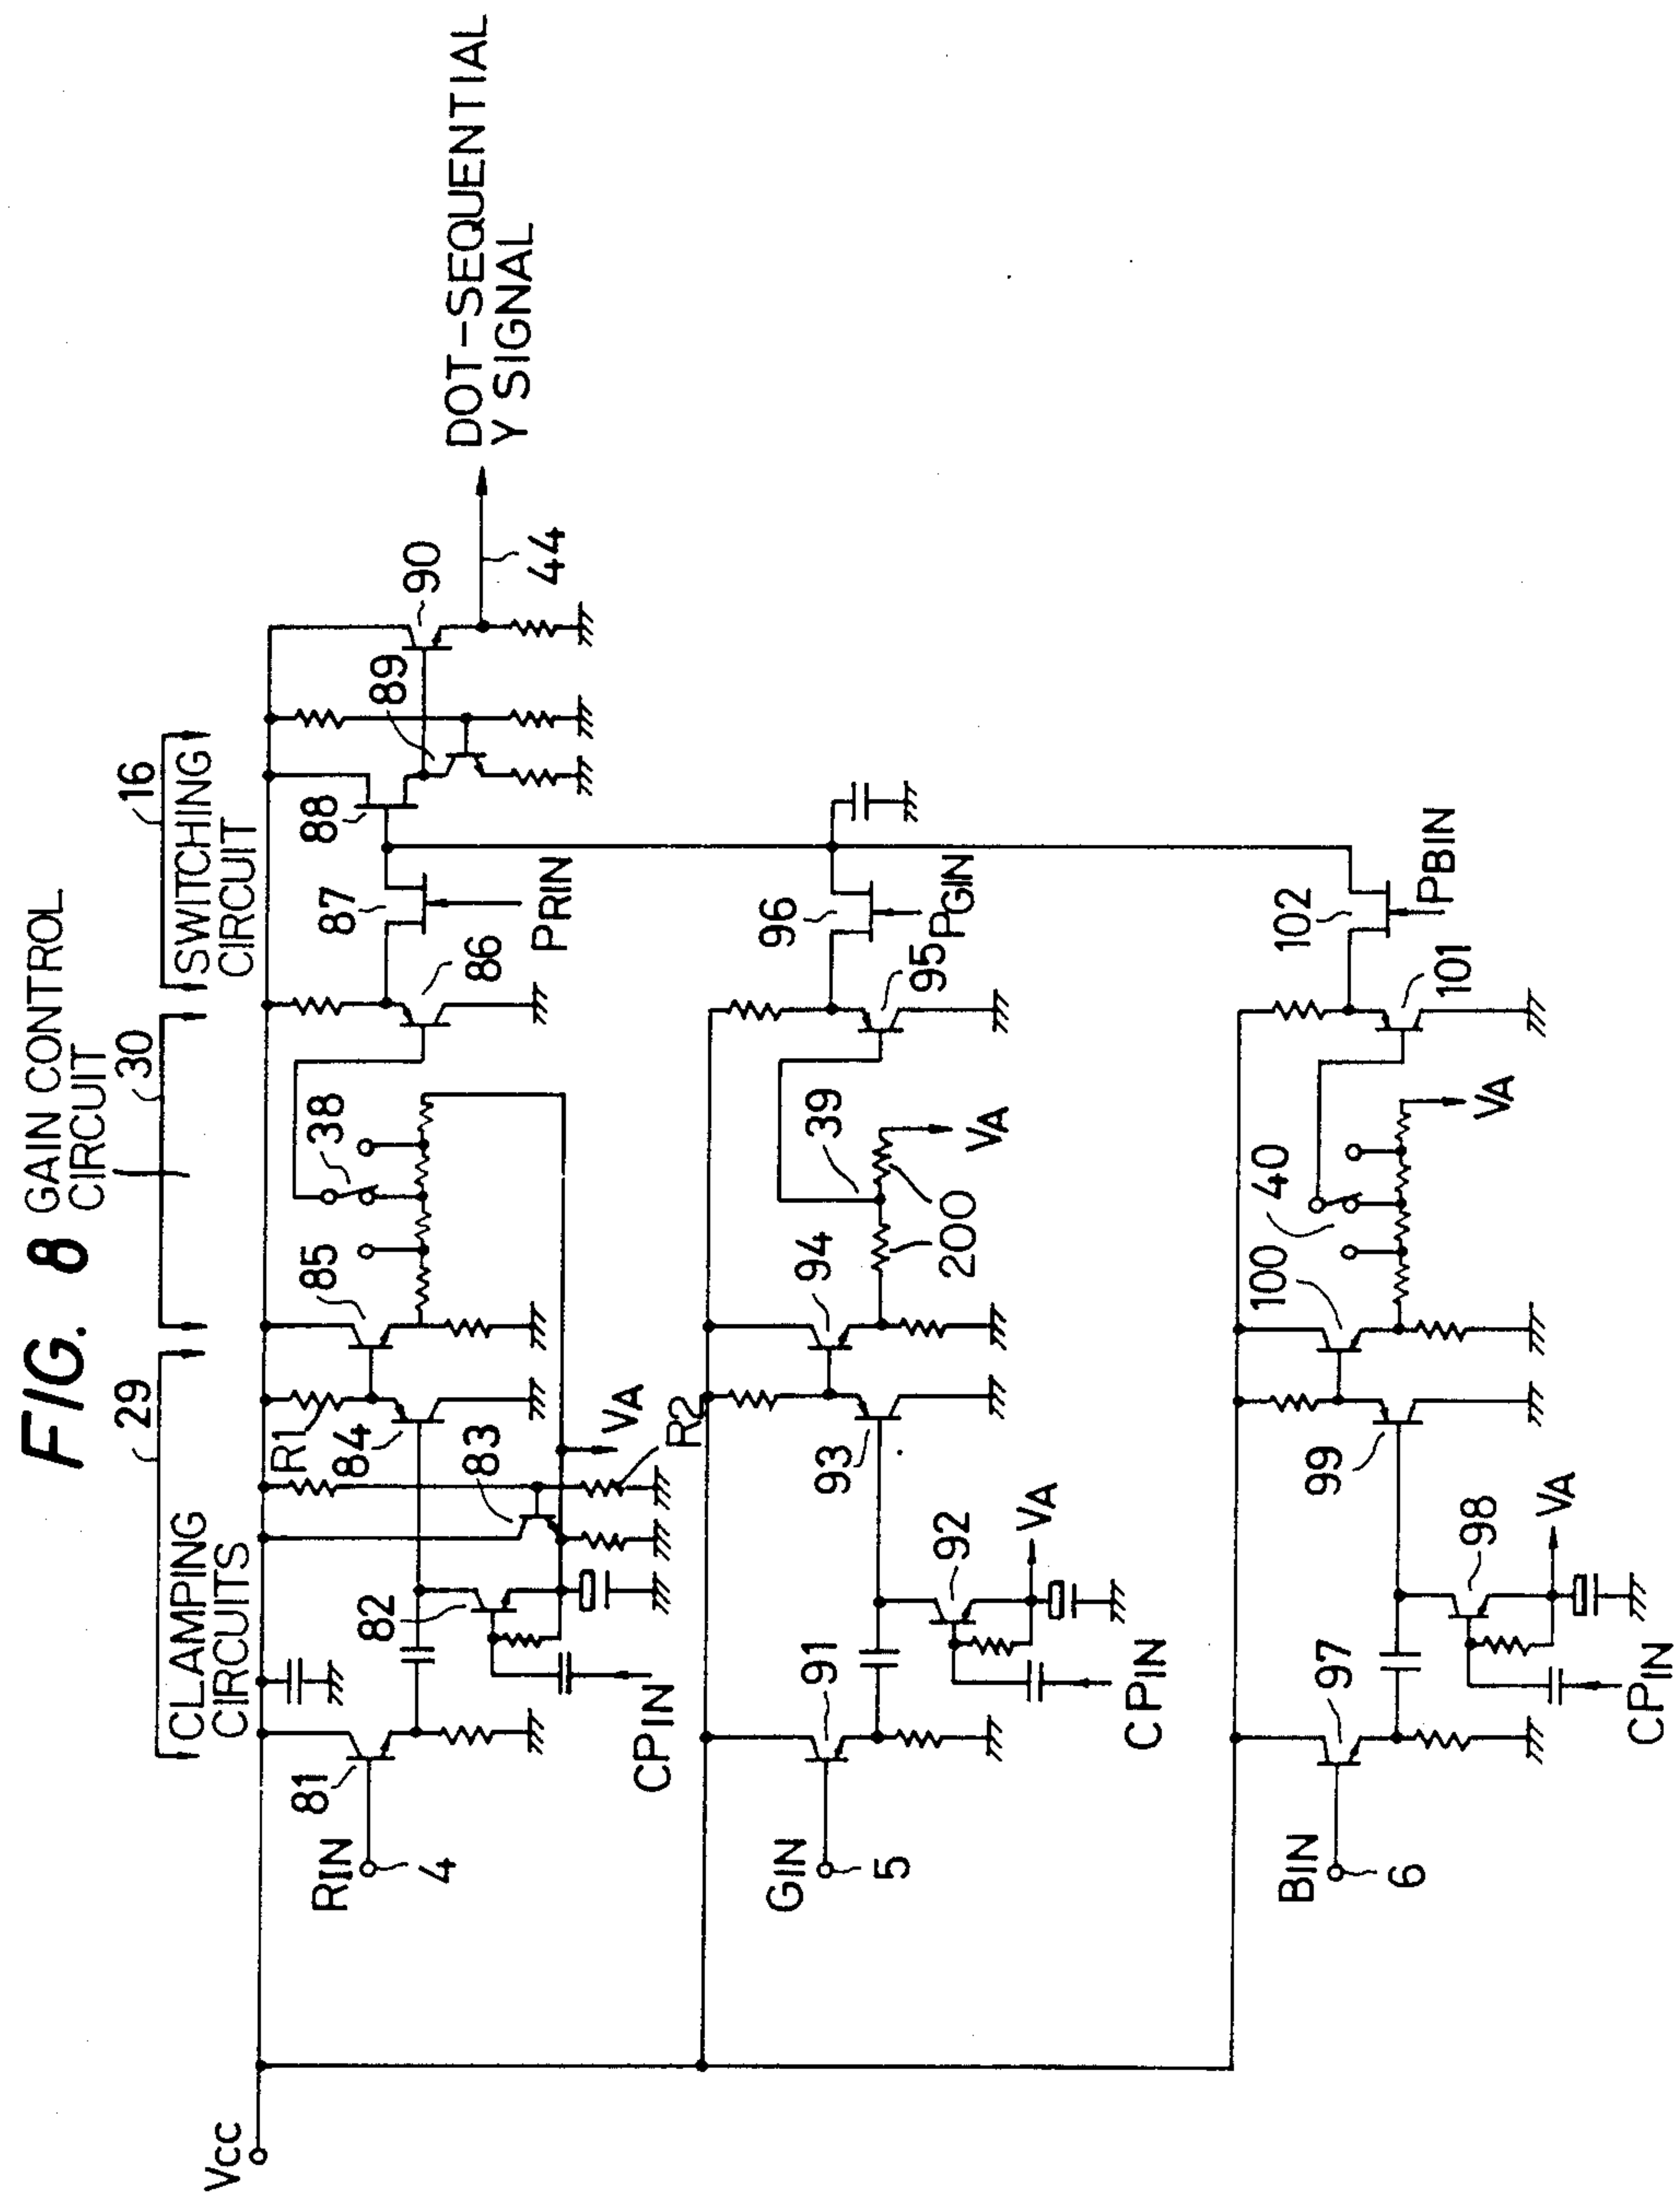 FIG. 8
29
CLAMPING
CIRCUITS
30
GAIN CONTROL
CIRCUIT
16
SWITCHING
CIRCUIT
VCC
RIN
4
81
82
83
84
R1
85
38
86
87
PRIN
88
89
90
44
DOT-SEQUENTIAL
Y SIGNAL
CPIN
VA
R2
GIN
5
91
92
93
94
39
200
VA
95
96
PGIN
CPIN
VA
BIN
6
97
98
99
100
40
VA
101
102
PBIN
CPIN
VA